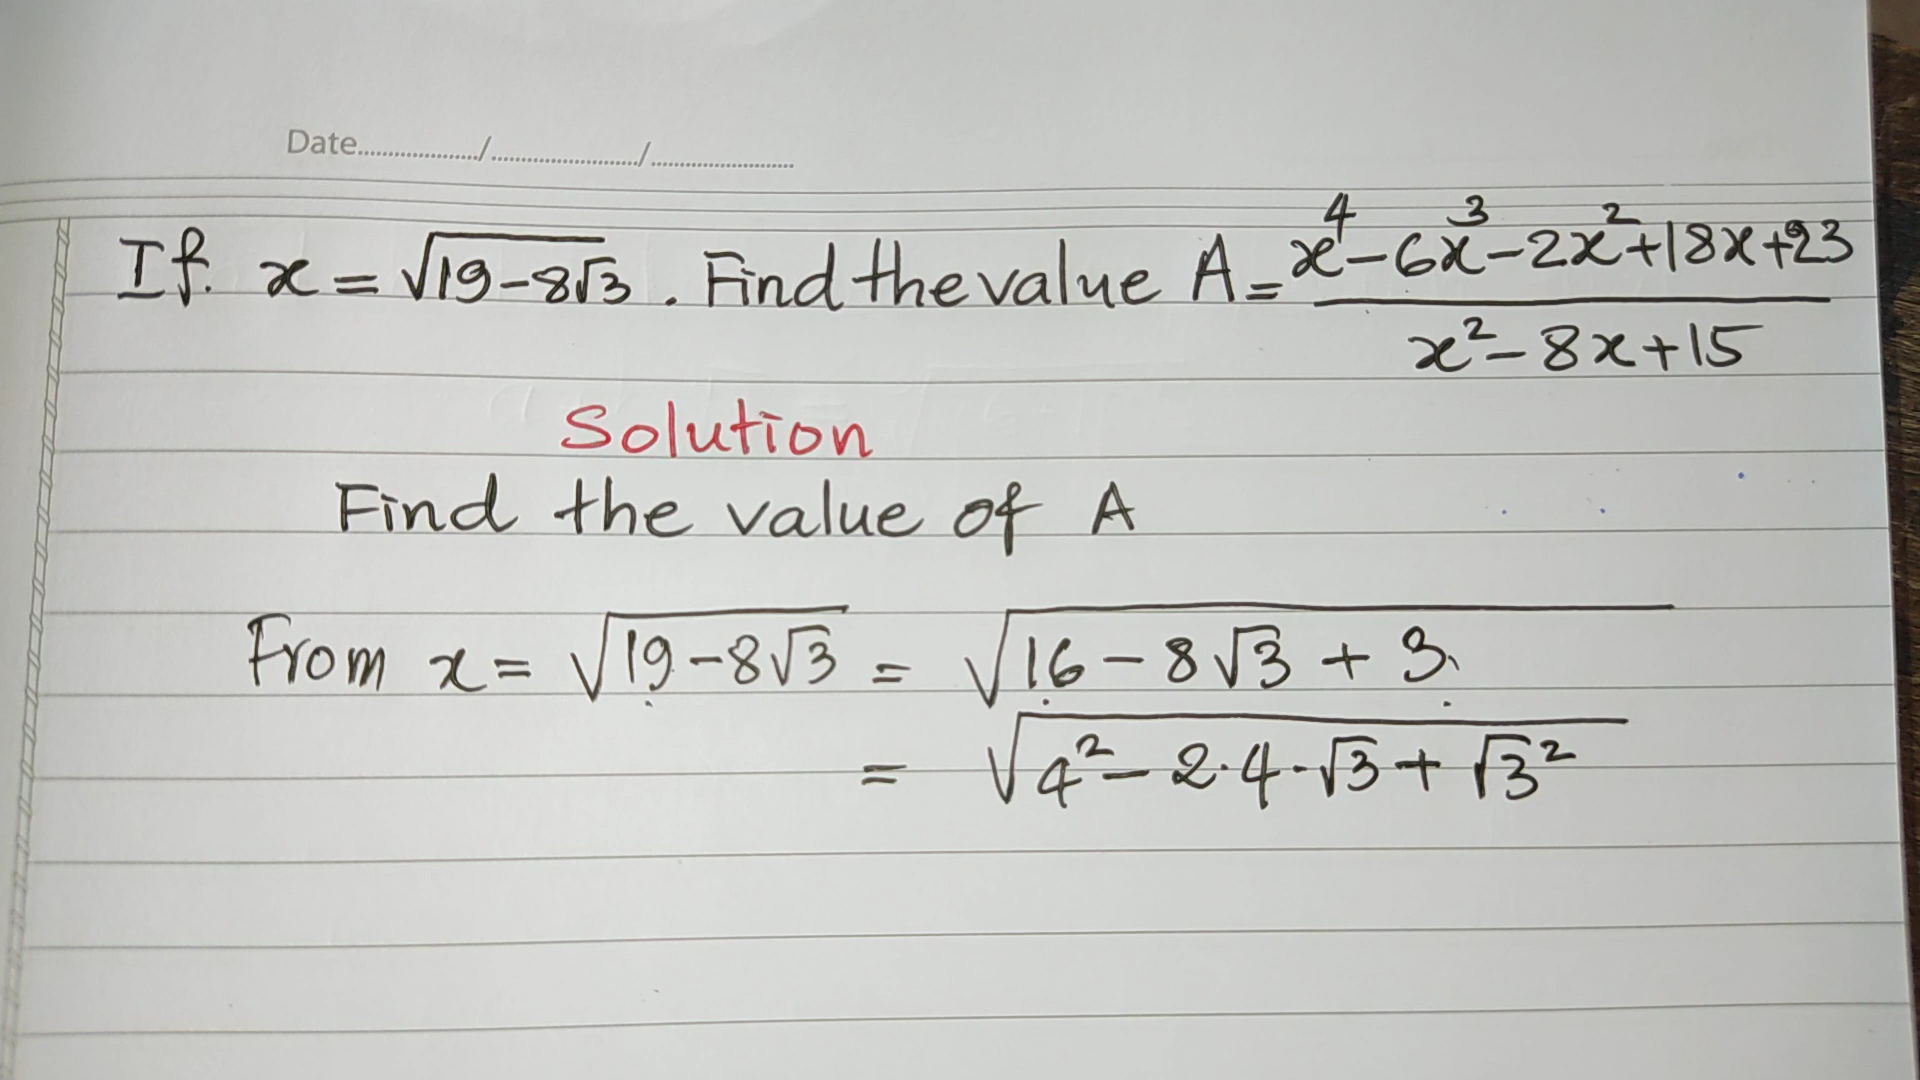 Date..................../........................../..........................
If. x = √(19-8√3) . Find the value A = (x⁴-6x³-2x²+18x+23)/(x²-8x+15)
Solution
Find the value of A
From x = √(19-8√3) = √(16-8√3+3)
= √(4²-2·4·√3+√3²)